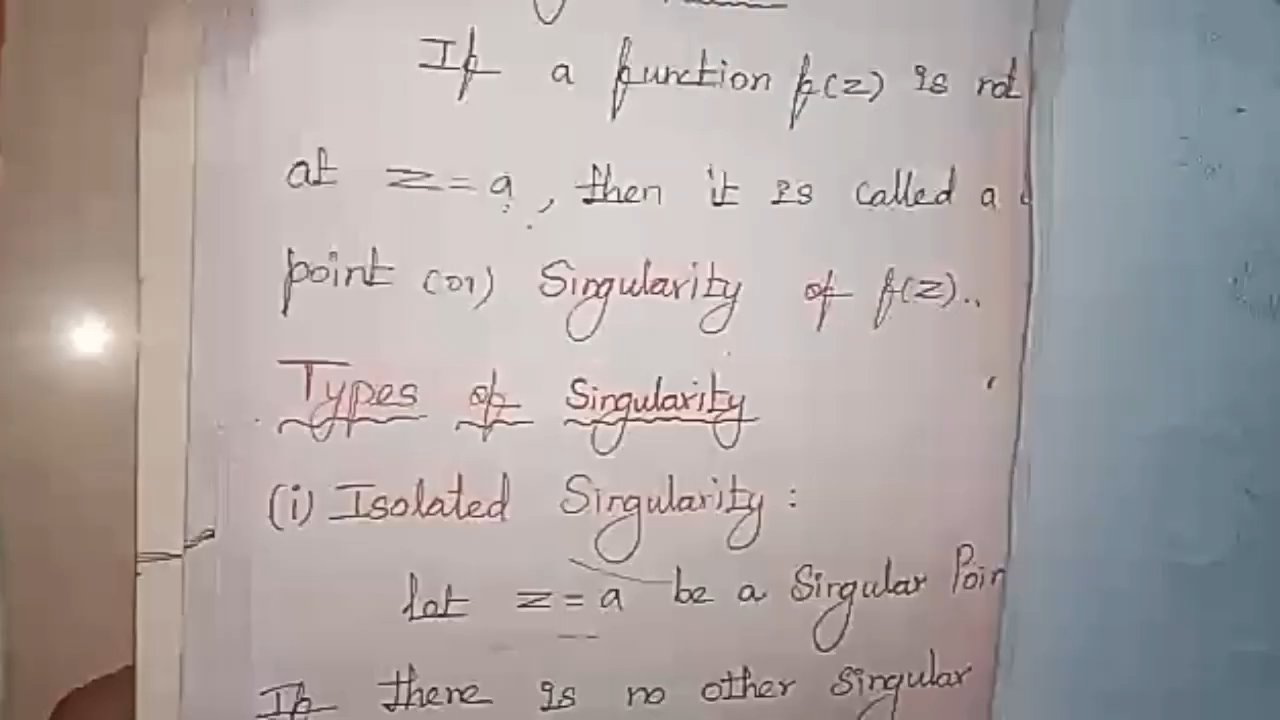 If a function f(z) is not
at z=a, then it is called a
point (or) Singularity of f(z)..
Types of Singularity
(i) Isolated Singularity :
Let z=a be a Singular Poin
If there is no other singular